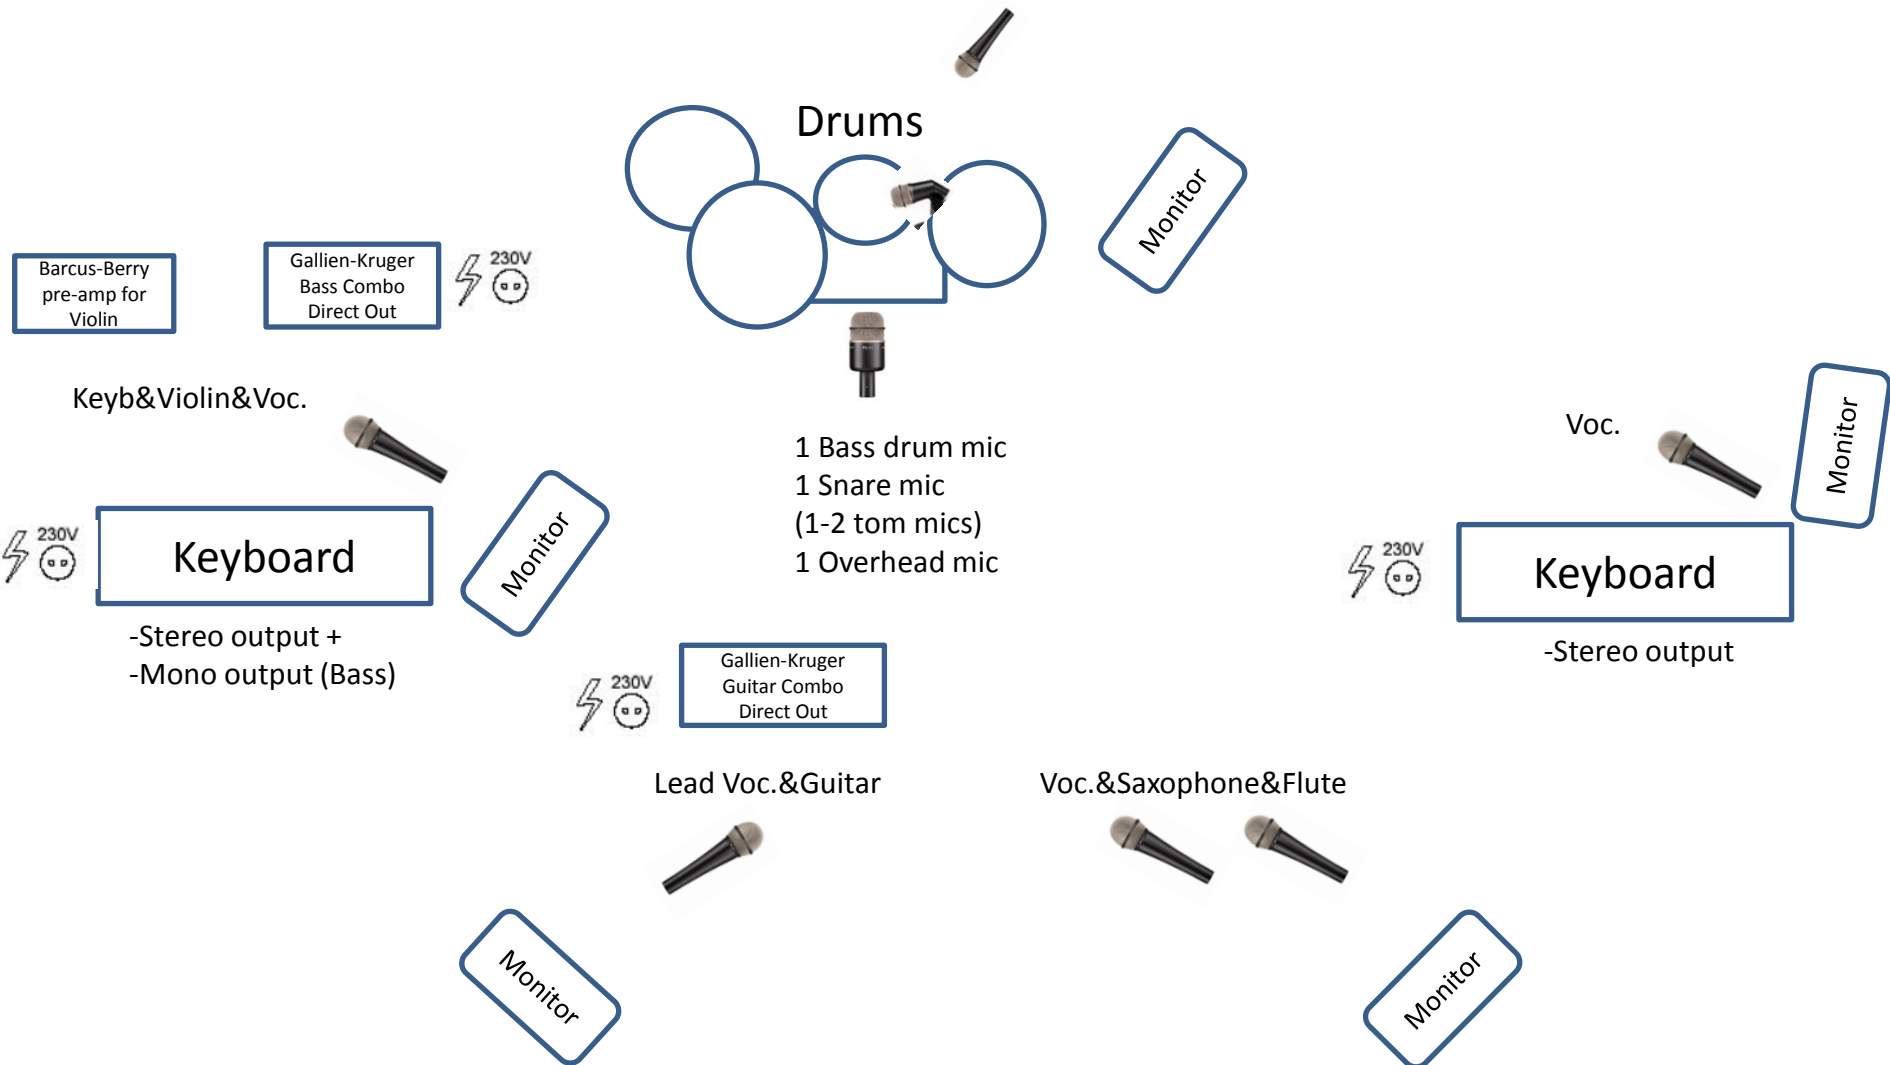 Drums
Monitor
Barcus-Berry
pre-amp for
Violin
Gallien-Kruger
Bass Combo
Direct Out
230V
Keyb&Violin&Voc.
1 Bass drum mic
1 Snare mic
(1-2 tom mics)
1 Overhead mic
Voc.
Monitor
230V
Keyboard
Monitor
-Stereo output +
-Mono output (Bass)
230V
Keyboard
-Stereo output
230V
Gallien-Kruger
Guitar Combo
Direct Out
Lead Voc.&Guitar
Voc.&Saxophone&Flute
Monitor
Monitor